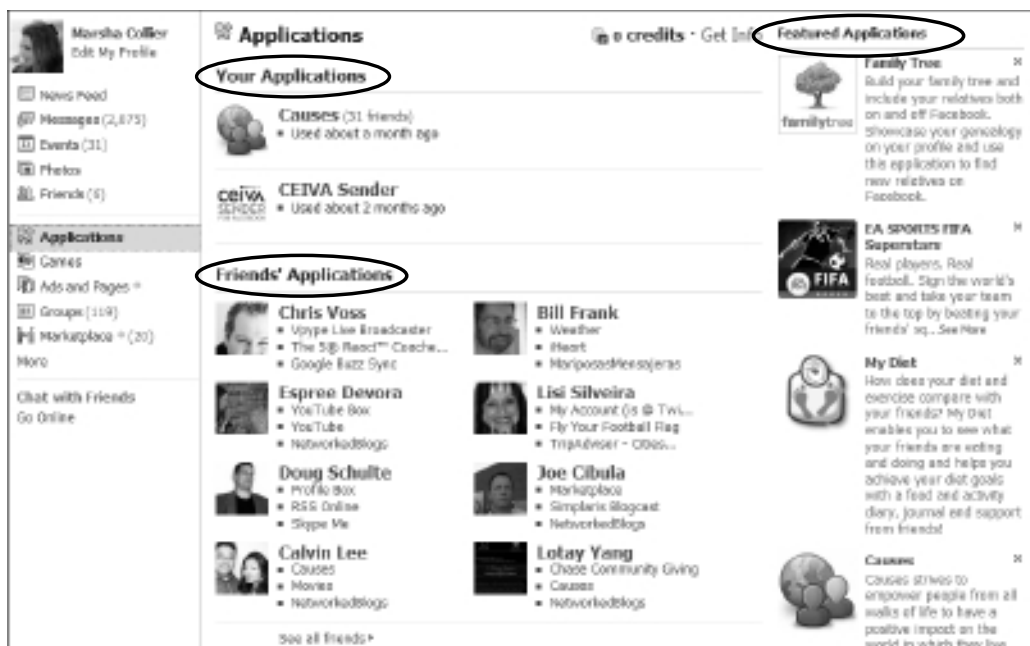 Marsha Collier
Edit My Profile
News Feed
Messages (2,875)
Events (31)
Photos
Friends (6)
Applications
Games
Ads and Pages
Groups (119)
Marketplace (20)
More
Chat with Friends
Go Online
Applications
0 credits · Get Info
Your Applications
Causes (31 friends)
Used about a month ago
ceiva
SENDER
CEIVA Sender
Used about 2 months ago
Friends' Applications
Chris Voss
Vpype Live Broadcaster
The 5® React™ Conche...
Google Buzz Sync
Bill Frank
Weather
iHeart
MariposasMensajeras
Espree Devora
YouTube Box
YouTube
NetworkedBlogs
Lisi Silveira
My Account (is @ Twi...
Fly Your Football Flag
TripAdvisor - Cities...
Doug Schulte
Profile Box
RSS Online
Skype Me
Joe Cibula
Marketplace
Simplaris Blogcast
NetworkedBlogs
Calvin Lee
Causes
Movies
NetworkedBlogs
Lotay Yang
Chase Community Giving
Causes
NetworkedBlogs
See all friends
Featured Applications
familytree
Family Tree
Build your family tree and
include your relatives both
on and off Facebook.
Showcase your genealogy
on your profile and use
this application to find
new relatives on
Facebook.
EA
FIFA
EA SPORTS FIFA
Superstars
Real players, Real
football. Sign the world's
best and take your team
to the top by beating your
friends' sq... See More
My Diet
How does your diet and
exercise compare with
your friends? My Diet
enables you to see what
your friends are eating
and doing and helps you
achieve your diet goals
with a food and activity
diary, journal and support
from friends!
Causes
Causes strives to
empower people from all
walks of life to have a
positive impact on the
world in which they live